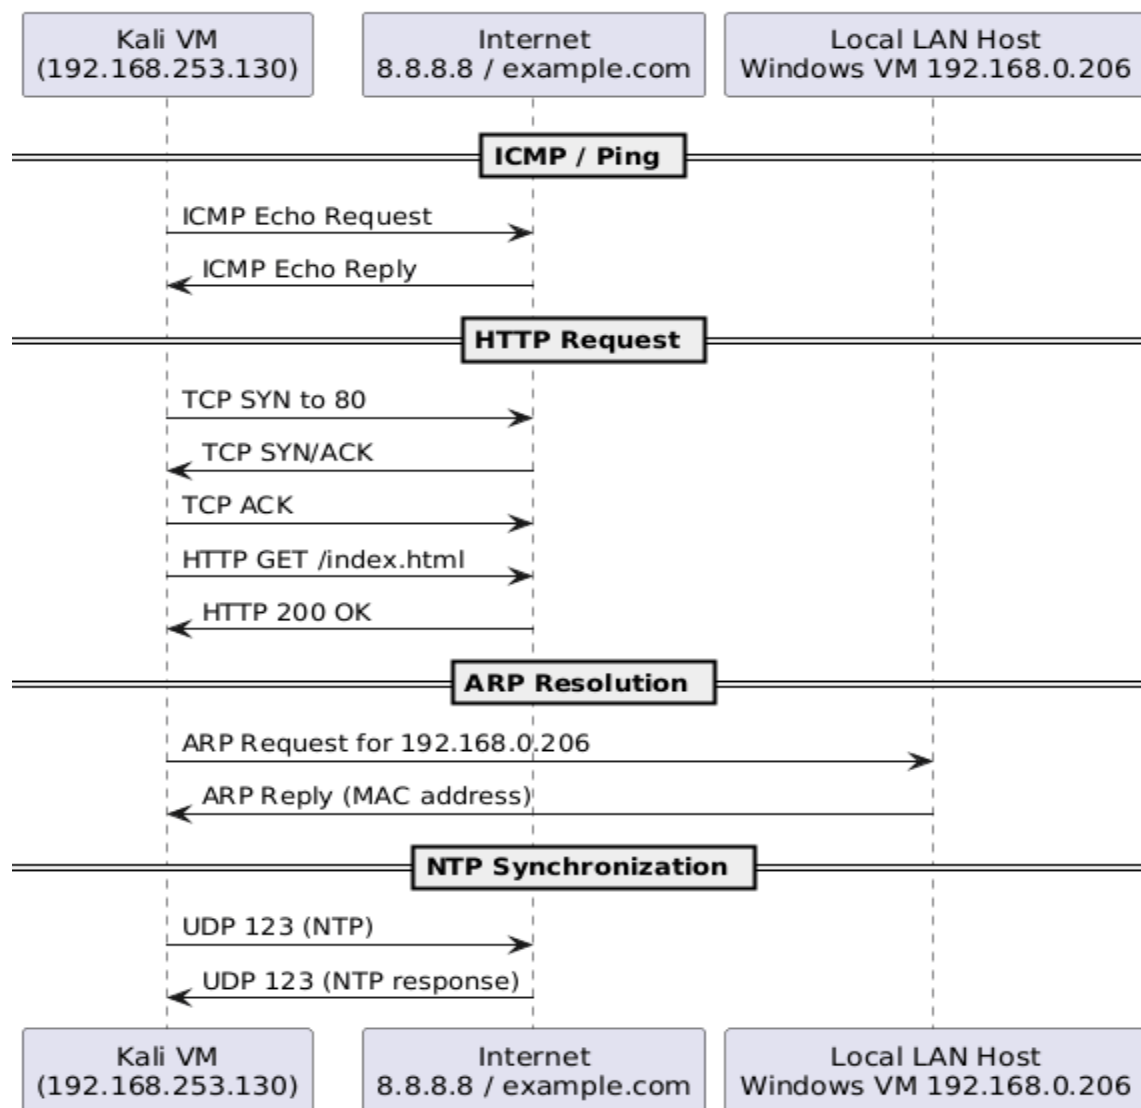 Kali VM
(192.168.253.130)
Internet
8.8.8.8 / example.com
Local LAN Host
Windows VM 192.168.0.206
ICMP / Ping
ICMP Echo Request
ICMP Echo Reply
HTTP Request
TCP SYN to 80
TCP SYN/ACK
TCP ACK
HTTP GET /index.html
HTTP 200 OK
ARP Resolution
ARP Request for 192.168.0.206
ARP Reply (MAC address)
NTP Synchronization
UDP 123 (NTP)
UDP 123 (NTP response)
Kali VM
(192.168.253.130)
Internet
8.8.8.8 / example.com
Local LAN Host
Windows VM 192.168.0.206